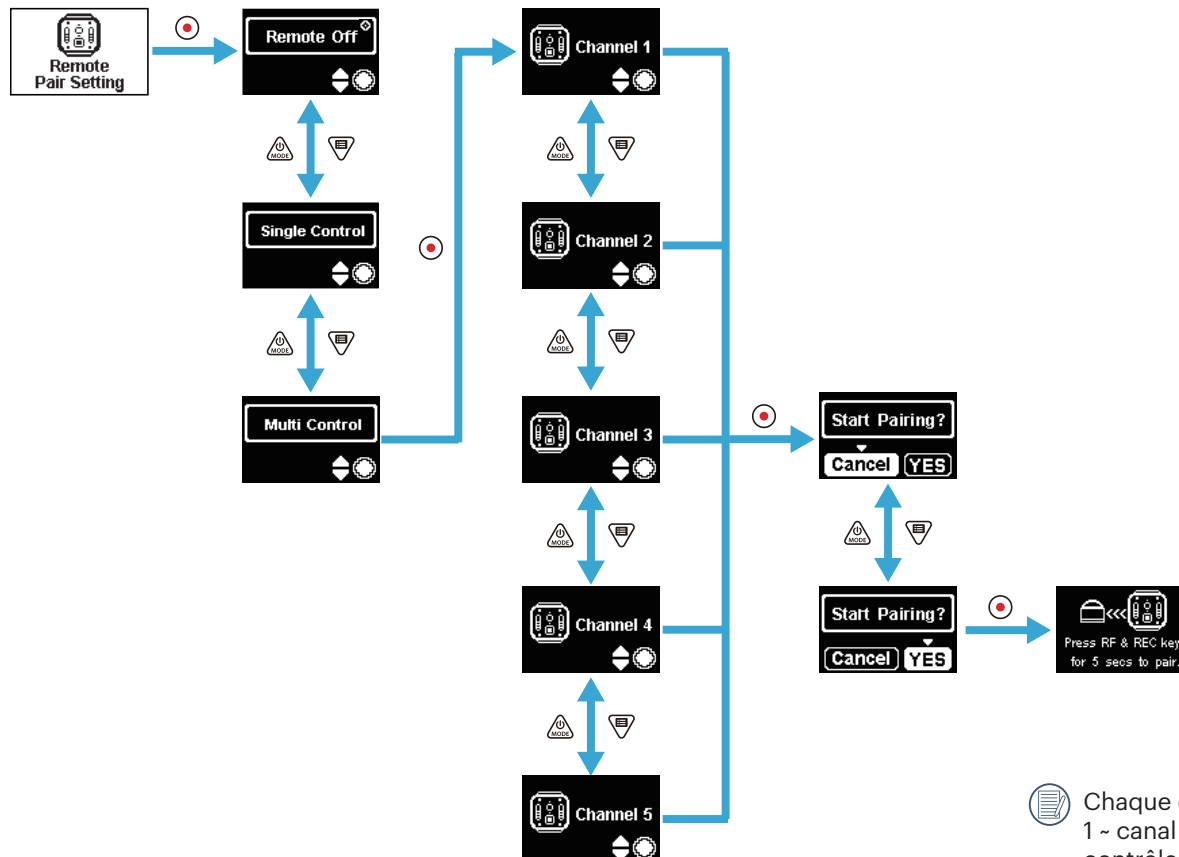 Remote
Pair Setting
Remote Off
MODE
Single Control
MODE
Multi Control
Channel 1
MODE
Channel 2
MODE
Channel 3
MODE
Channel 4
MODE
Channel 5
Start Pairing?
Cancel YES
MODE
Start Pairing?
Cancel YES
Press RF & REC key
for 5 secs to pair.
Chaque
1 ~ canal